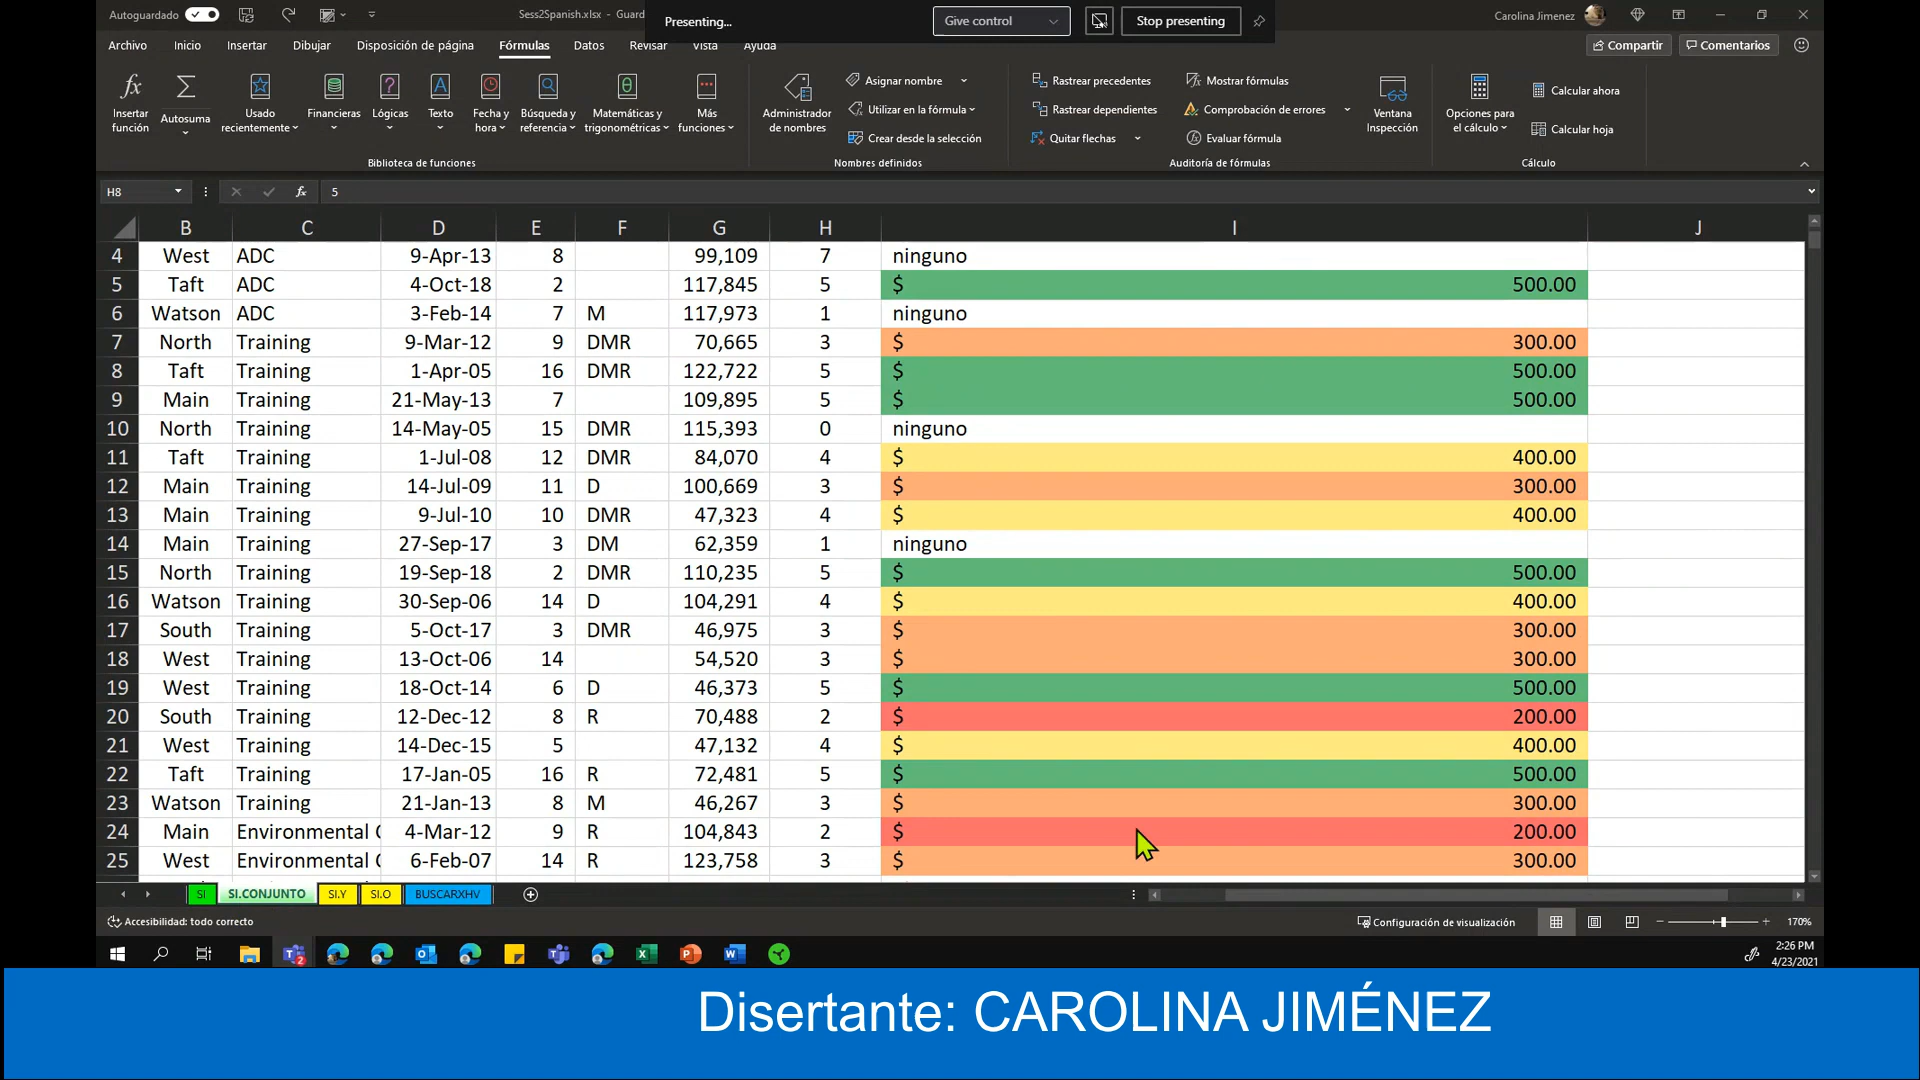 Autoguardado
Sess2Spanish.xlsx - Guard
Presenting...
Give control
Stop presenting
Carolina Jimenez
Archivo Inicio Insertar Dibujar Disposición de página Fórmulas Datos Revisar Vista Ayuda
Compartir
Comentarios
Insertar función
Autosuma
Usado recientemente
Financieras
Lógicas
Texto
Fecha y hora
Búsqueda y referencia
Matemáticas y trigonométricas
Más funciones
Biblioteca de funciones
Administrador de nombres
Asignar nombre
Utilizar en la fórmula
Crear desde la selección
Nombres definidos
Rastrear precedentes
Rastrear dependientes
Quitar flechas
Mostrar fórmulas
Comprobación de errores
Evaluar fórmula
Auditoría de fórmulas
Ventana Inspección
Opciones para el cálculo
Calcular ahora
Calcular hoja
Cálculo
H8 fx 5
B C D E F G H I J
4 West ADC 9-Apr-13 8 99,109 7 ninguno
5 Taft ADC 4-Oct-18 2 117,845 5 $ 500.00
6 Watson ADC 3-Feb-14 7 M 117,973 1 ninguno
7 North Training 9-Mar-12 9 DMR 70,665 3 $ 300.00
8 Taft Training 1-Apr-05 16 DMR 122,722 5 $ 500.00
9 Main Training 21-May-13 7 109,895 5 $ 500.00
10 North Training 14-May-05 15 DMR 115,393 0 ninguno
11 Taft Training 1-Jul-08 12 DMR 84,070 4 $ 400.00
12 Main Training 14-Jul-09 11 D 100,669 3 $ 300.00
13 Main Training 9-Jul-10 10 DMR 47,323 4 $ 400.00
14 Main Training 27-Sep-17 3 DM 62,359 1 ninguno
15 North Training 19-Sep-18 2 DMR 110,235 5 $ 500.00
16 Watson Training 30-Sep-06 14 D 104,291 4 $ 400.00
17 South Training 5-Oct-17 3 DMR 46,975 3 $ 300.00
18 West Training 13-Oct-06 14 54,520 3 $ 300.00
19 West Training 18-Oct-14 6 D 46,373 5 $ 500.00
20 South Training 12-Dec-12 8 R 70,488 2 $ 200.00
21 West Training 14-Dec-15 5 47,132 4 $ 400.00
22 Taft Training 17-Jan-05 16 R 72,481 5 $ 500.00
23 Watson Training 21-Jan-13 8 M 46,267 3 $ 300.00
24 Main Environmental C 4-Mar-12 9 R 104,843 2 $ 200.00
25 West Environmental C 6-Feb-07 14 R 123,758 3 $ 300.00
SI SI.CONJUNTO SI.Y SI.O BUSCARXHV
Accesibilidad: todo correcto
Configuración de visualización
170%
2:26 PM
4/23/2021
Disertante: CAROLINA JIMÉNEZ